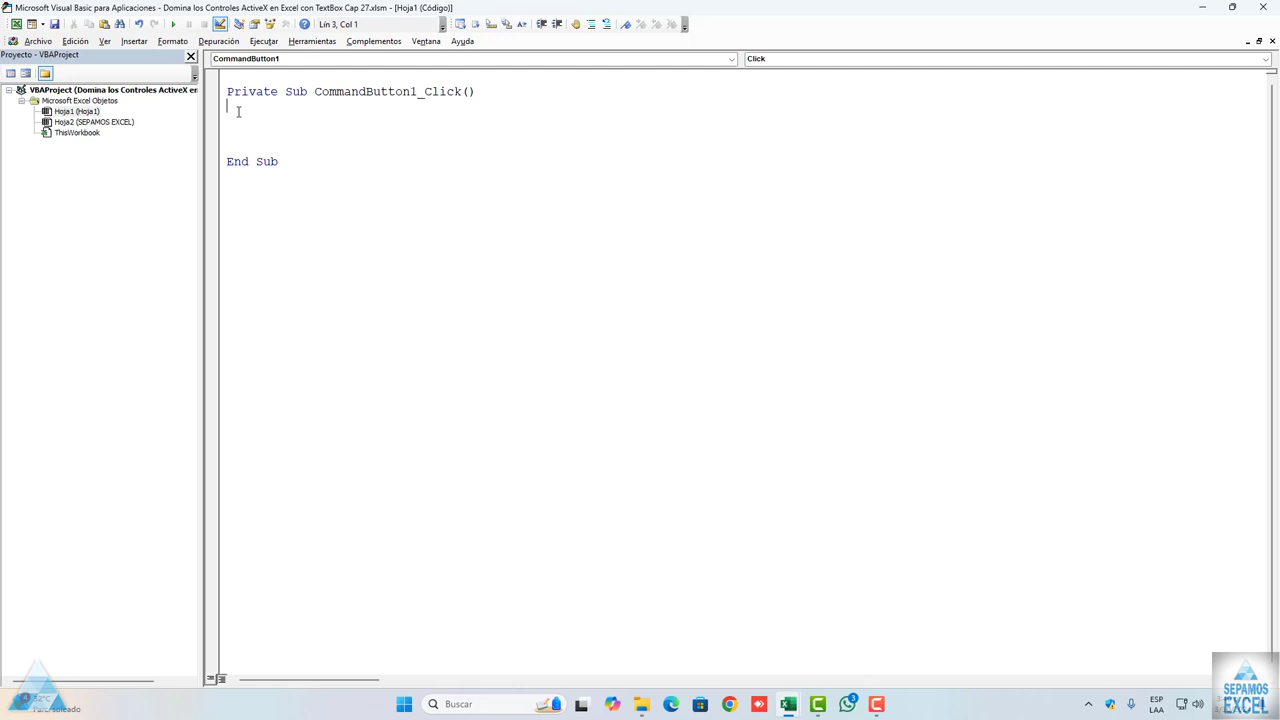 Microsoft Visual Basic para Aplicaciones - Domina los Controles ActiveX en Excel con TextBox Cap 27.xlsm - [Hoja1 (Código)]
Lín 3, Col 1
Archivo Edición Ver Insertar Formato Depuración Ejecutar Herramientas Complementos Ventana Ayuda
Proyecto - VBAProject
CommandButton1
Click
VBAProject (Domina los Controles ActiveX en
Microsoft Excel Objetos
Hoja1 (Hoja1)
Hoja2 (SEPAMOS EXCEL)
ThisWorkbook
Private Sub CommandButton1_Click()
End Sub
Buscar
3
ESP
LAA
SEPAMOS
EXCEL